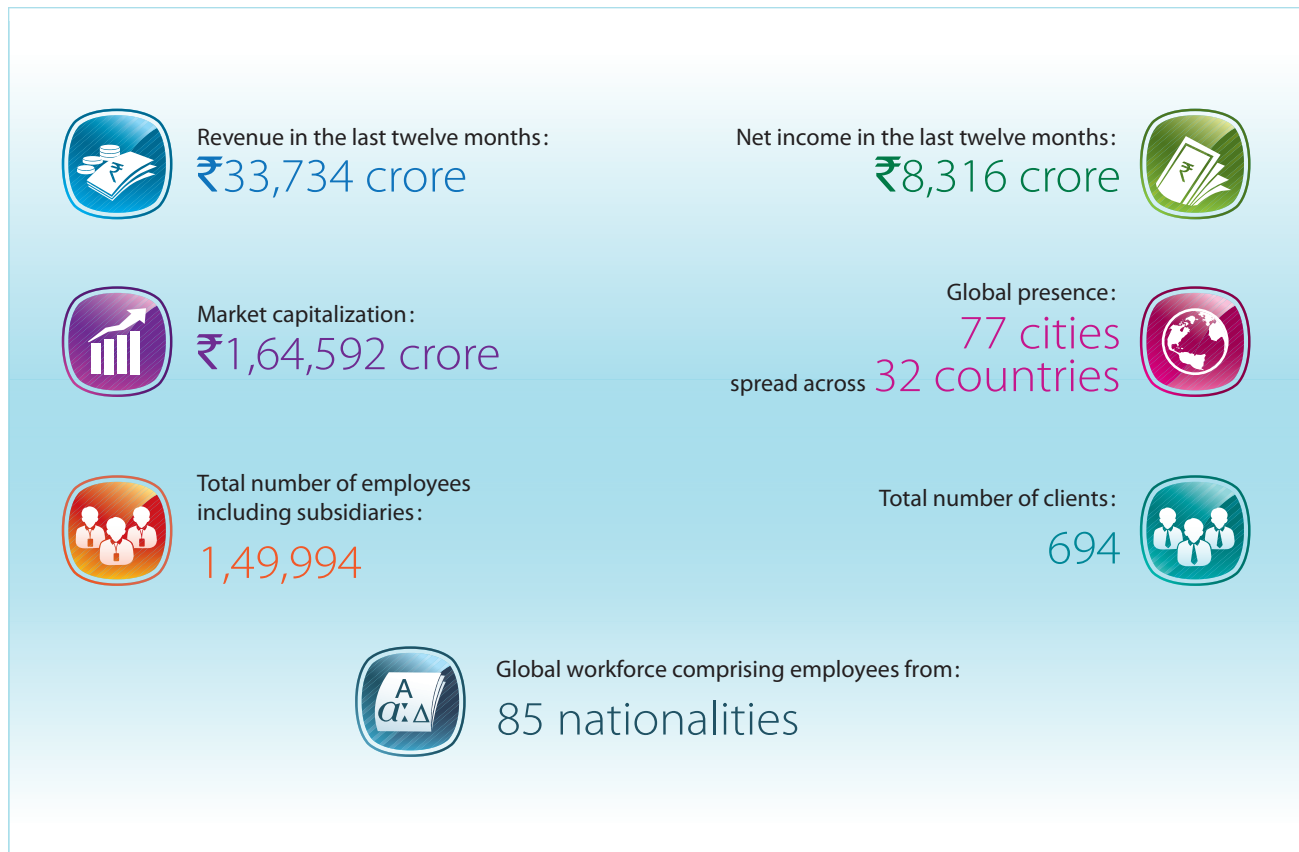 Revenue in the last twelve months:
₹33,734 crore
Net income in the last twelve months:
₹8,316 crore
Market capitalization:
₹1,64,592 crore
Global presence:
77 cities
spread across 32 countries
Total number of employees
including subsidiaries:
1,49,994
Total number of clients:
694
A
α:Δ
Global workforce comprising employees from:
85 nationalities